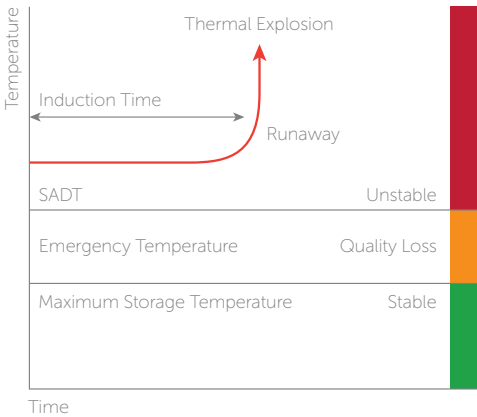 Temperature
Thermal Explosion
Induction Time
Runaway
SADT Unstable
Emergency Temperature Quality Loss
Maximum Storage Temperature Stable
Time